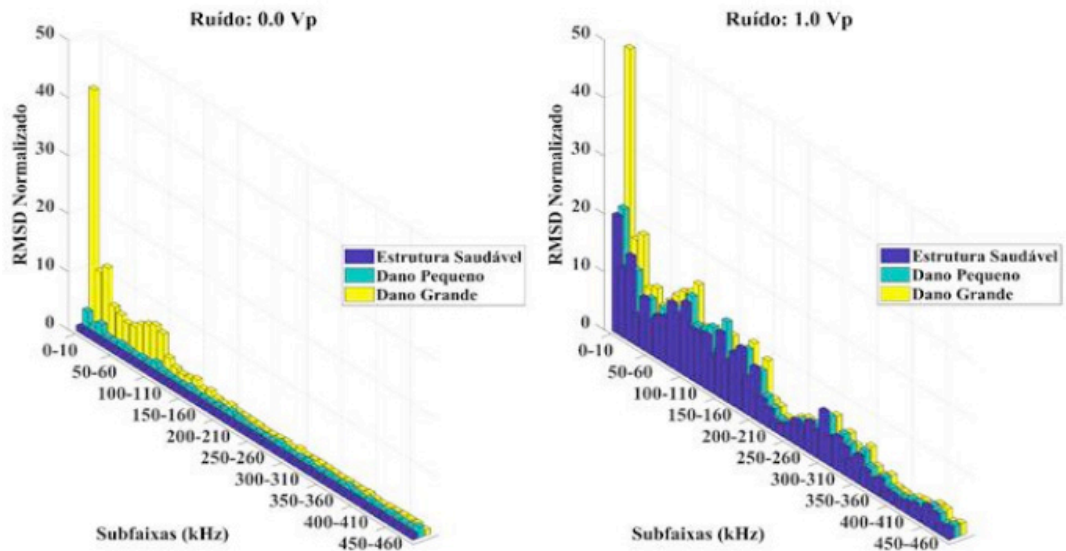 Ruído: 0.0 Vp
50
40
30
20
10
0
RMSD Normalizado
Estrutura Saudável
Dano Pequeno
Dano Grande
0-10
50-60
100-110
150-160
200-210
250-260
300-310
350-360
400-410
450-460
Subfaixas (kHz)
Ruído: 1.0 Vp
50
40
30
20
10
0
RMSD Normalizado
Estrutura Saudável
Dano Pequeno
Dano Grande
0-10
50-60
100-110
150-160
200-210
250-260
300-310
350-360
400-410
450-460
Subfaixas (kHz)